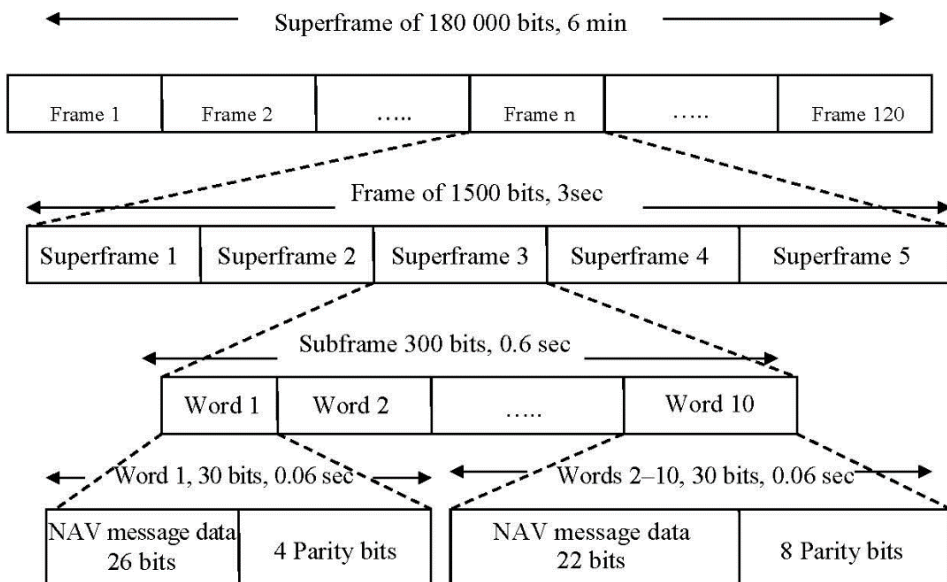 Superframe of 180 000 bits, 6 min
Frame 1 Frame 2 ..... Frame n ..... Frame 120
Frame of 1500 bits, 3sec
Superframe 1 Superframe 2 Superframe 3 Superframe 4 Superframe 5
Subframe 300 bits, 0.6 sec
Word 1 Word 2 ..... Word 10
Word 1, 30 bits, 0.06 sec Words 2–10, 30 bits, 0.06 sec
NAV message data 4 Parity bits NAV message data 8 Parity bits
26 bits 22 bits